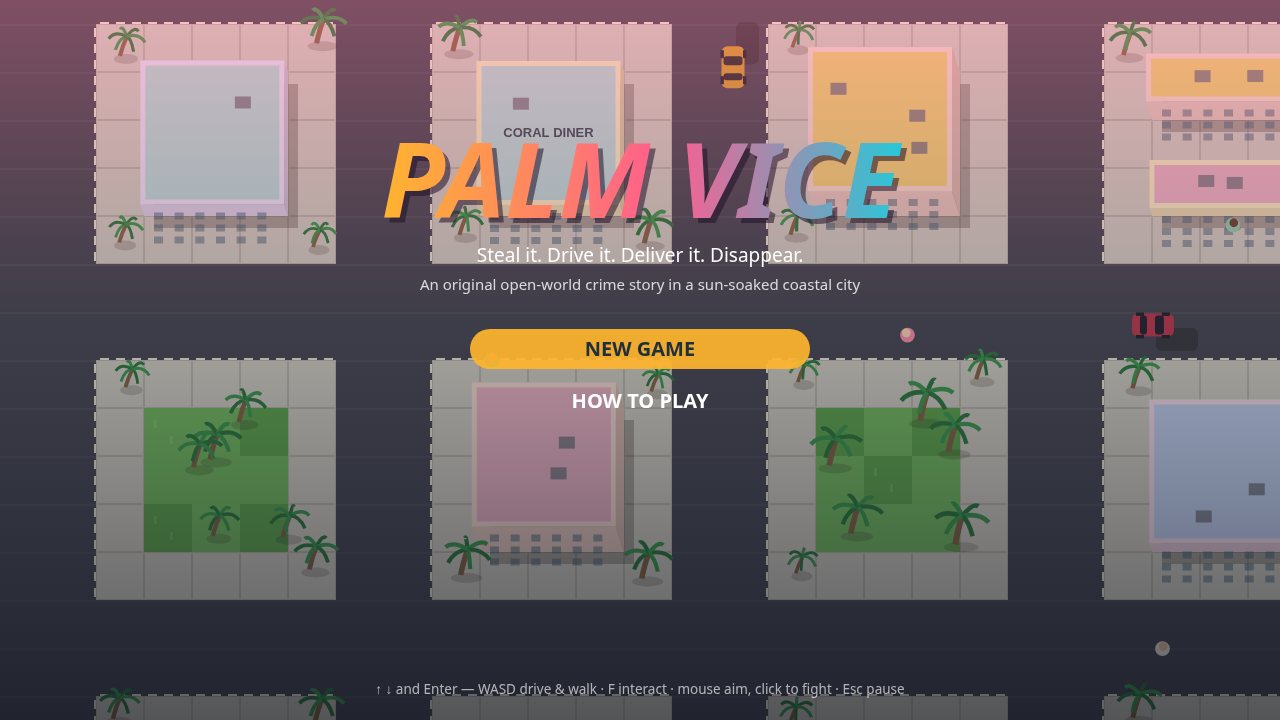 CORAL DINER
PALM VICE
Steal it. Drive it. Deliver it. Disappear.
An original open-world crime story in a sun-soaked coastal city
NEW GAME
HOW TO PLAY
↑ ↓ and Enter — WASD drive & walk · F interact · mouse aim, click to fight · Esc pause